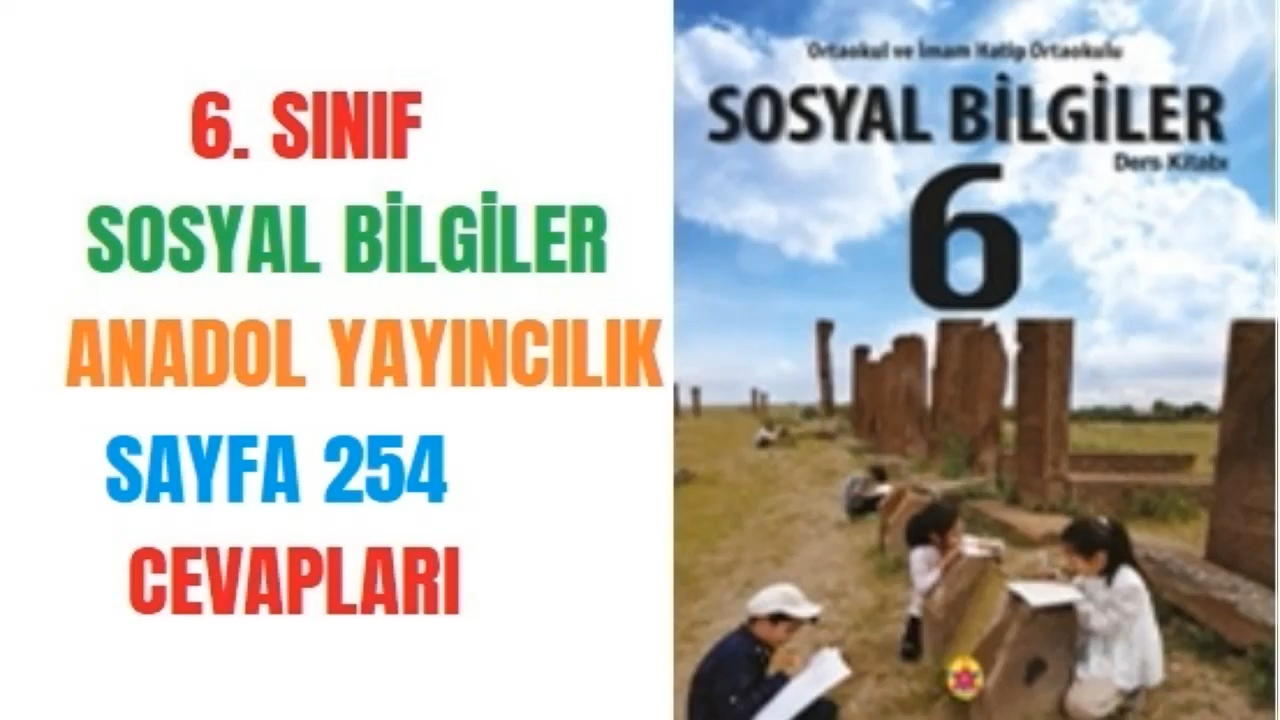 6. SINIF
SOSYAL BİLGİLER
ANADOL YAYINCILIK
SAYFA 254
CEVAPLARI
Ortaokul ve İmam Hatip Ortaokulu
SOSYAL BİLGİLER
Ders Kitabı
6